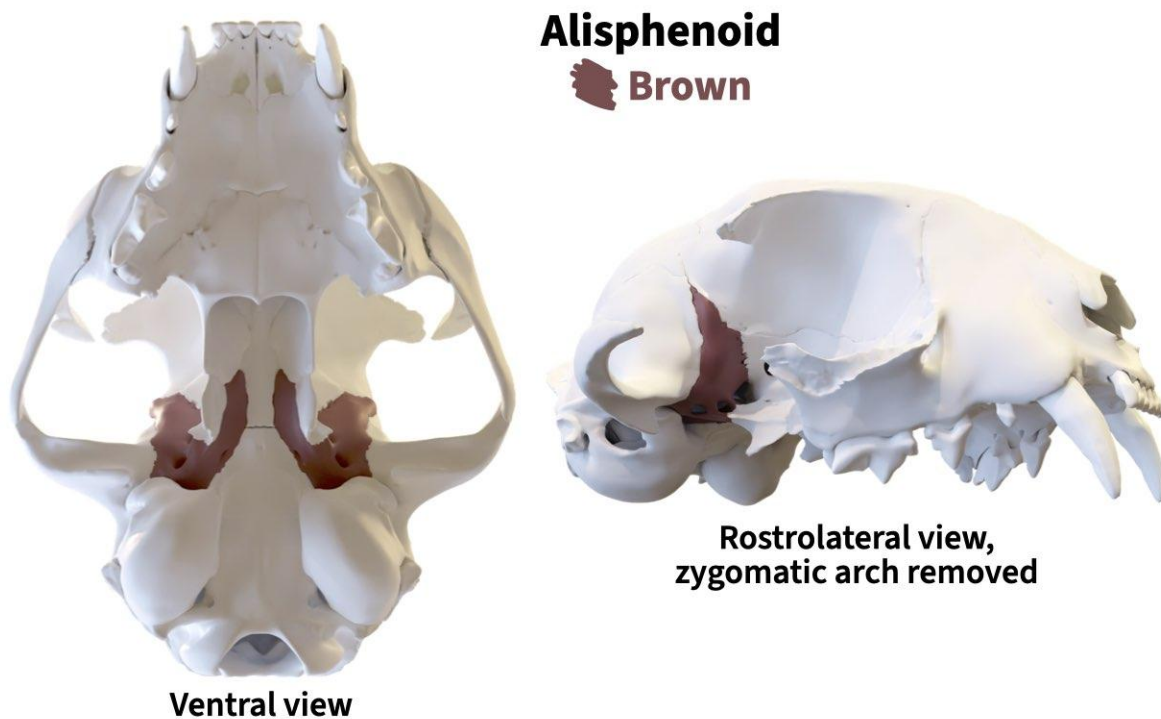 Alisphenoid
Brown
Rostrolateral view,
zygomatic arch removed
Ventral view